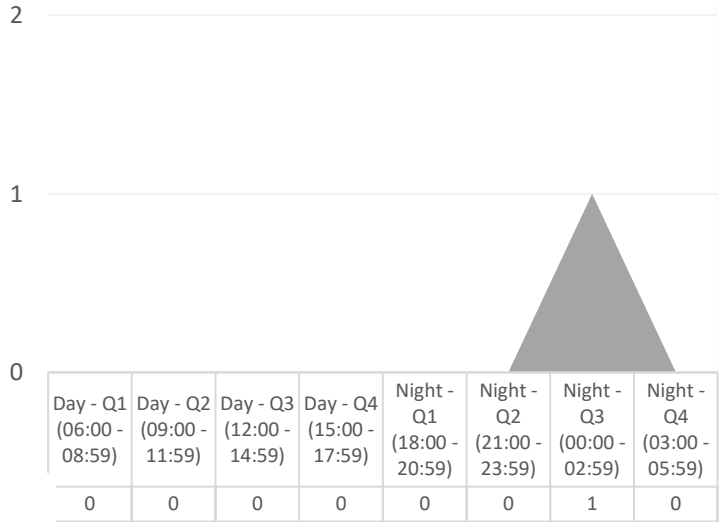 2
1
0
Day - Q1 (06:00 - 08:59)
Day - Q2 (09:00 - 11:59)
Day - Q3 (12:00 - 14:59)
Day - Q4 (15:00 - 17:59)
Night - Q1 (18:00 - 20:59)
Night - Q2 (21:00 - 23:59)
Night - Q3 (00:00 - 02:59)
Night - Q4 (03:00 - 05:59)
0 0 0 0 0 0 1 0